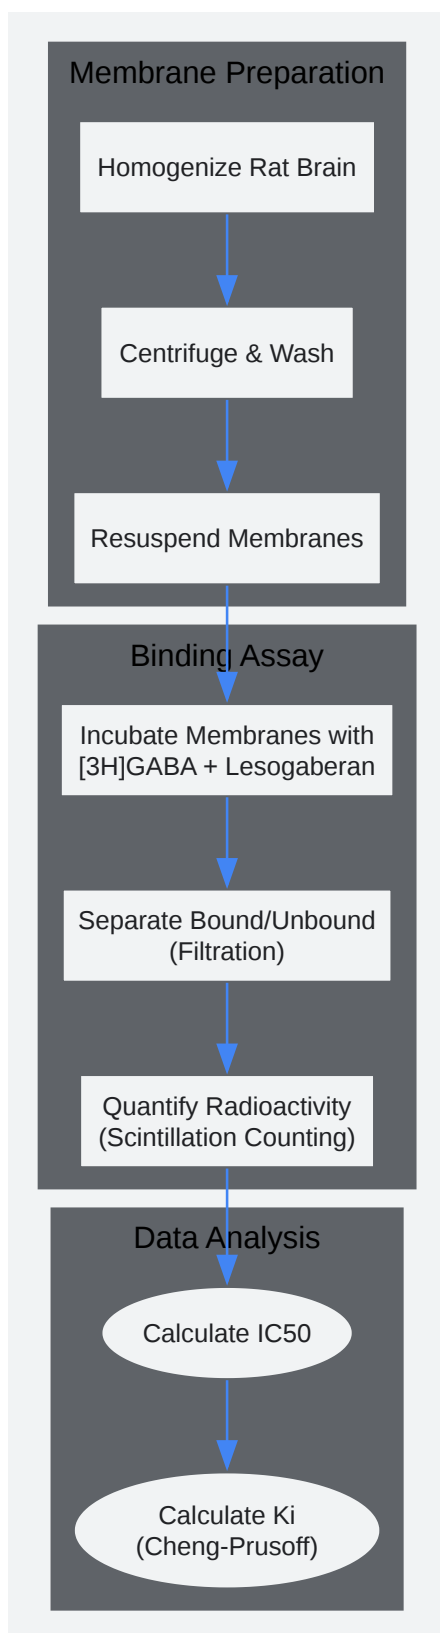 Membrane Preparation
Homogenize Rat Brain
Centrifuge & Wash
Resuspend Membranes
Binding Assay
Incubate Membranes with
[3H]GABA + Lesogaberan
Separate Bound/Unbound
(Filtration)
Quantify Radioactivity
(Scintillation Counting)
Data Analysis
Calculate IC50
Calculate Ki
(Cheng-Prusoff)